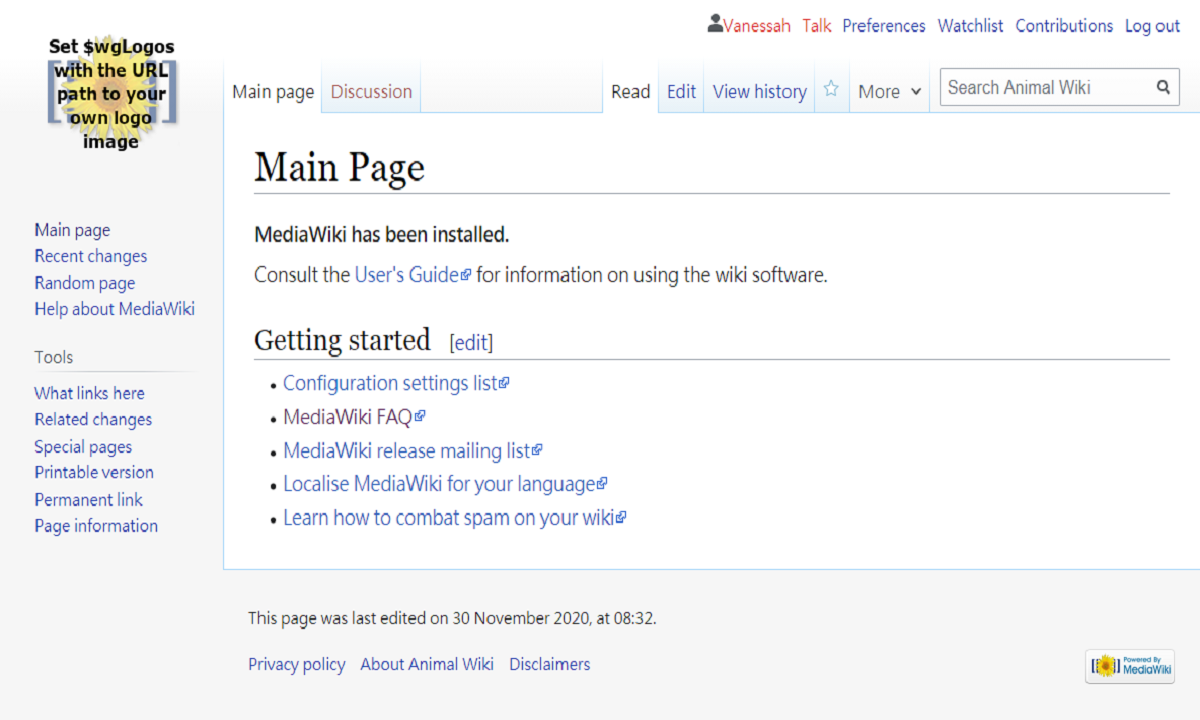 Set $wgLogos
with the URL
path to your
own logo
image
Vanessah Talk Preferences Watchlist Contributions Log out
Main page Discussion Read Edit View history More Search Animal Wiki
Main Page
MediaWiki has been installed.
Consult the User's Guide for information on using the wiki software.
Getting started [edit]
• Configuration settings list
• MediaWiki FAQ
• MediaWiki release mailing list
• Localise MediaWiki for your language
• Learn how to combat spam on your wiki
Main page
Recent changes
Random page
Help about MediaWiki
Tools
What links here
Related changes
Special pages
Printable version
Permanent link
Page information
This page was last edited on 30 November 2020, at 08:32.
Privacy policy About Animal Wiki Disclaimers
Powered By
MediaWiki